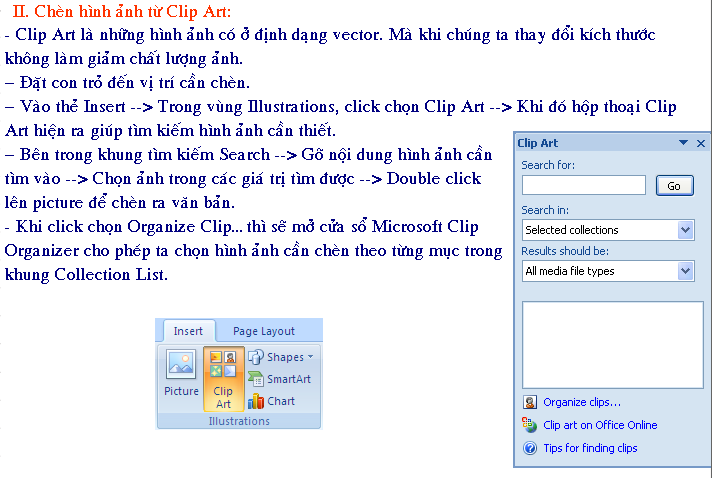 II. Chèn hình ảnh từ Clip Art:
- Clip Art là những hình ảnh có ở định dạng vector. Mà khi chúng ta thay đổi kích thước
không làm giảm chất lượng ảnh.
– Đặt con trỏ đến vị trí cần chèn.
– Vào thẻ Insert --> Trong vùng Illustrations, click chọn Clip Art --> Khi đó hộp thoại Clip
Art hiện ra giúp tìm kiếm hình ảnh cần thiết.
– Bên trong khung tìm kiếm Search --> Gõ nội dung hình ảnh cần
tìm vào --> Chọn ảnh trong các giá trị tìm được --> Double click
lên picture để chèn ra văn bản.
- Khi click chọn Organize Clip... thì sẽ mở cửa sổ Microsoft Clip
Organizer cho phép ta chọn hình ảnh cần chèn theo từng mục trong
khung Collection List.
Clip Art
Search for:
Go
Search in:
Selected collections
Results should be:
All media file types
Organize clips...
Clip art on Office Online
Tips for finding clips
Insert
Page Layout
Picture
Clip
Art
Shapes
SmartArt
Chart
Illustrations